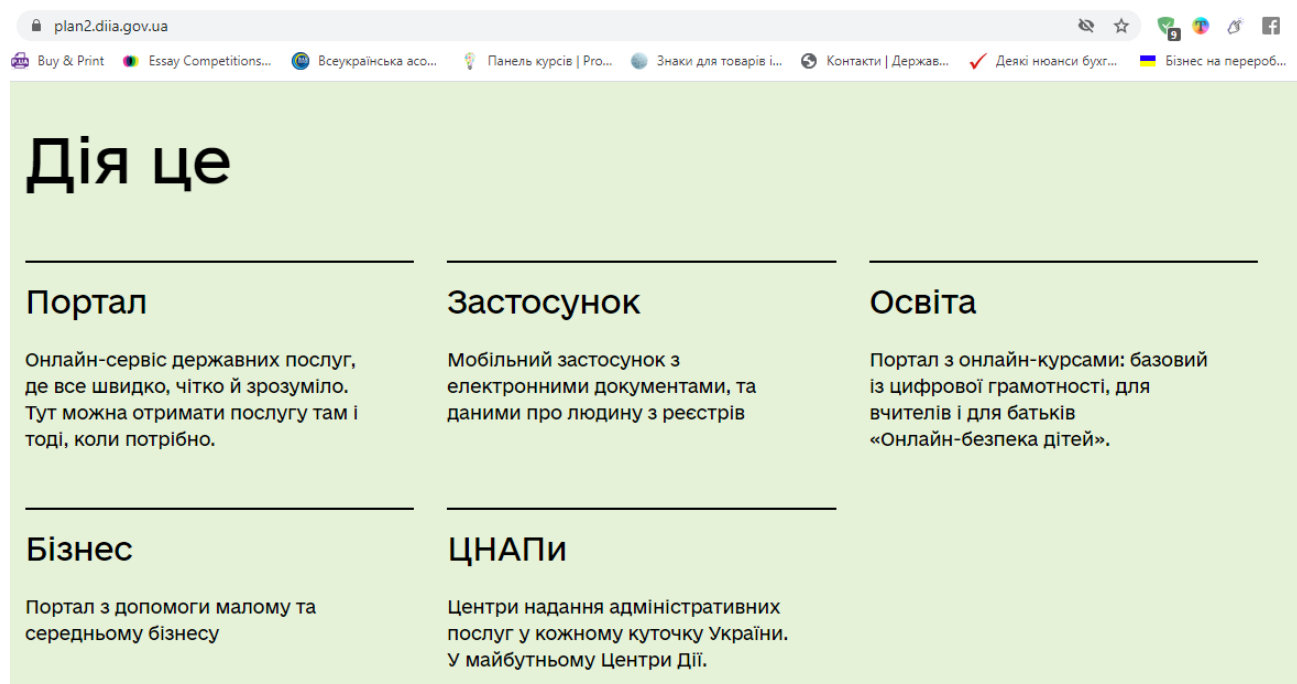 plan2.diia.gov.ua
9
Buy & Print Essay Competitions... Всеукраїнська асо... Панель курсів | Pro... Знаки для товарів і... Контакти | Держав... Деякі нюанси бухг... Бізнес на перероб...
Дія це
Портал
Онлайн-сервіс державних послуг,
де все швидко, чітко й зрозуміло.
Тут можна отримати послугу там і
тоді, коли потрібно.
Застосунок
Мобільний застосунок з
електронними документами, та
даними про людину з реєстрів
Освіта
Портал з онлайн-курсами: базовий
із цифрової грамотності, для
вчителів і для батьків
«Онлайн-безпека дітей».
Бізнес
Портал з допомоги малому та
середньому бізнесу
ЦНАПи
Центри надання адміністративних
послуг у кожному куточку України.
У майбутньому Центри Дії.